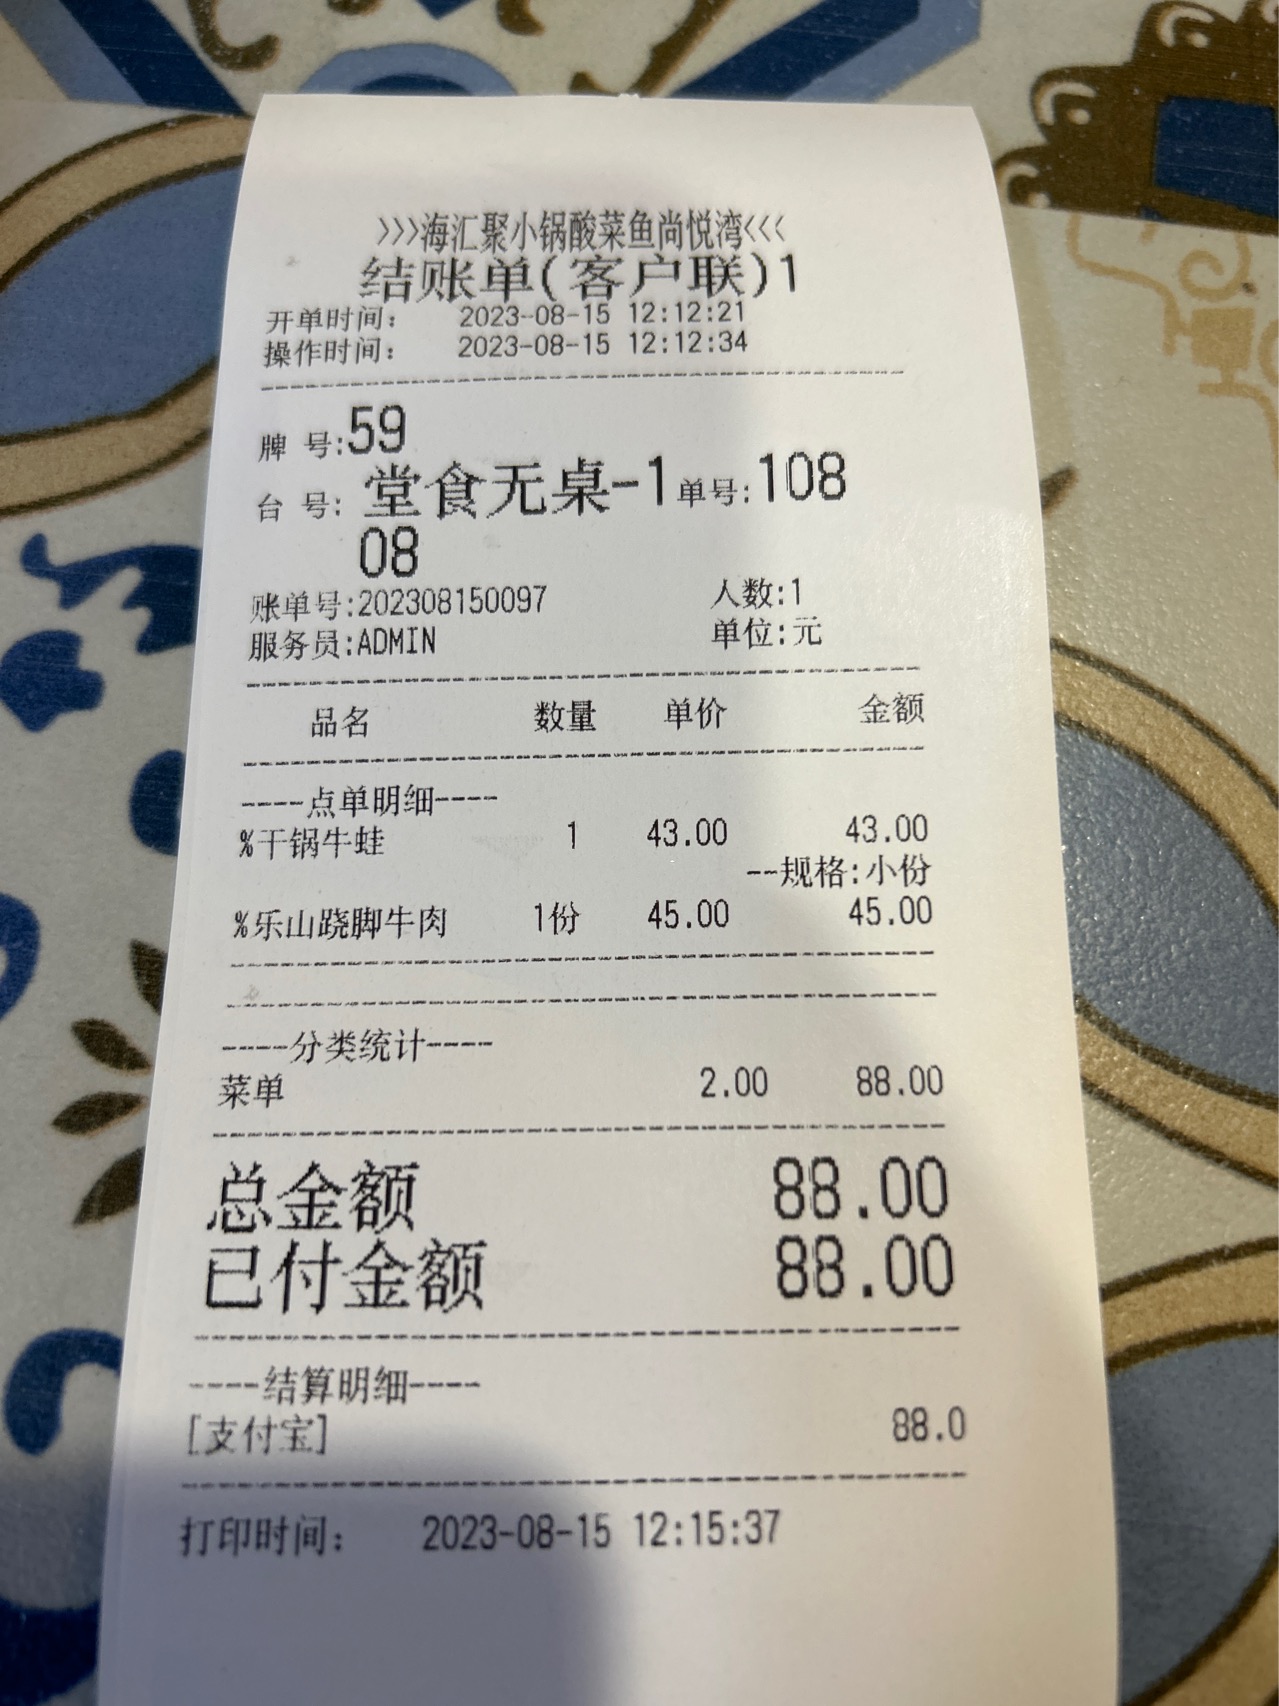 >>>海汇聚小锅酸菜鱼尚悦湾<<<
结账单(客户联)1
开单时间： 2023-08-15 12:12:21
操作时间： 2023-08-15 12:12:34
牌 号:59
台 号: 堂食无桌-1 单号:108
08
账单号:202308150097 人数:1
服务员:ADMIN 单位:元
品名 数量 单价 金额
----点单明细----
%干锅牛蛙 1 43.00 43.00
--规格:小份
%乐山跷脚牛肉 1份 45.00 45.00
----分类统计----
菜单 2.00 88.00
总金额 88.00
已付金额 88.00
----结算明细----
[支付宝] 88.0
打印时间： 2023-08-15 12:15:37